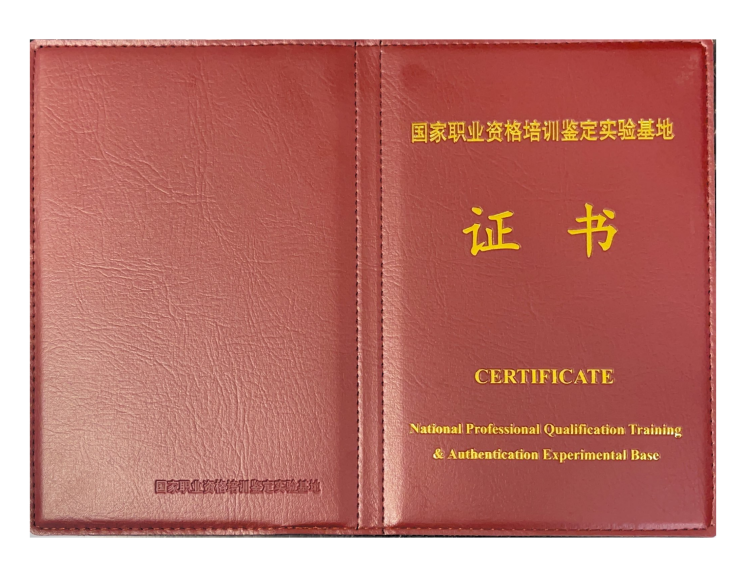 国家职业资格培训鉴定实验基地
证书
CERTIFICATE
National Professional Qualification Training
& Authentication Experimental Base
国家职业资格培训鉴定实验基地